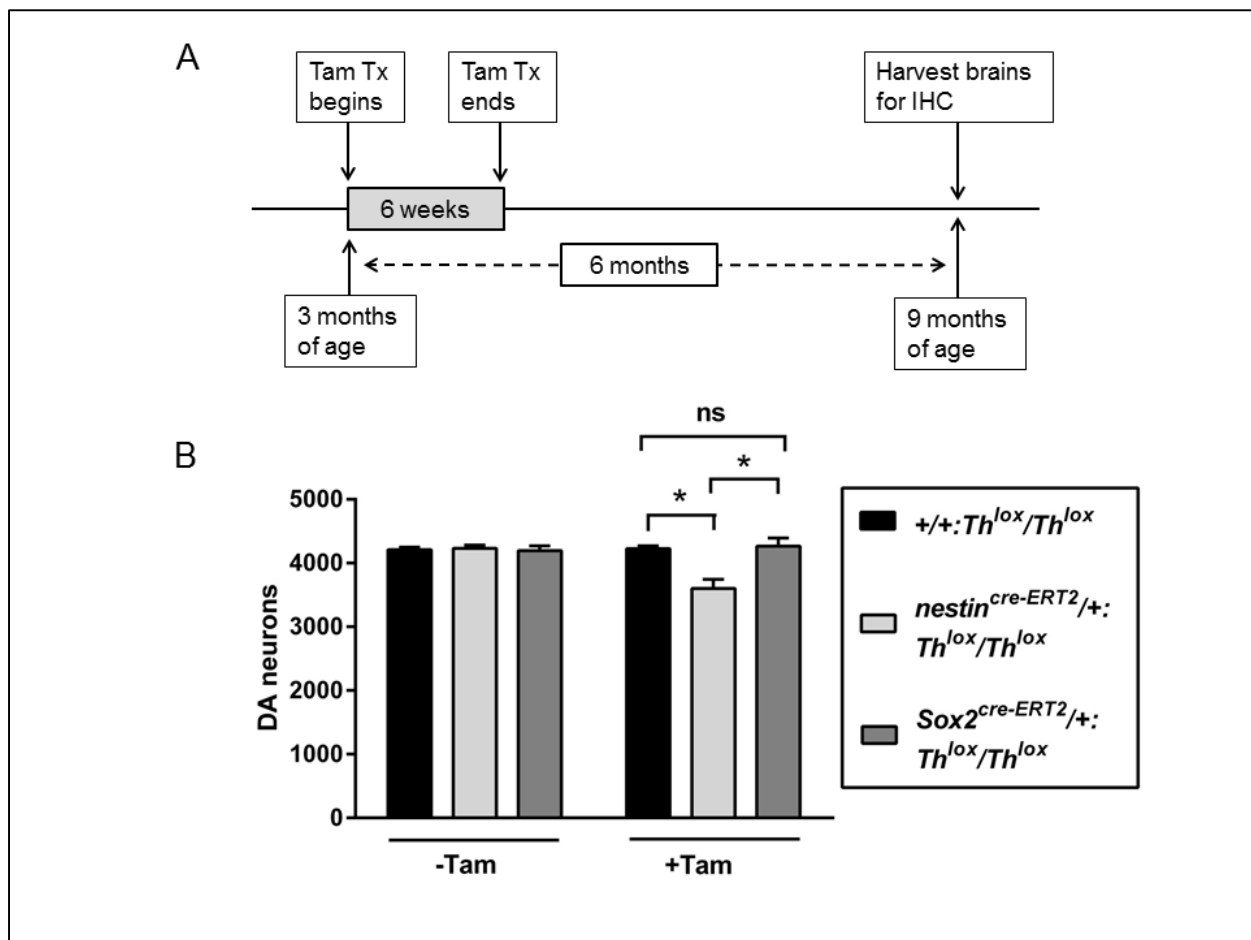 A
Tam Tx
begins
Tam Tx
ends
Harvest brains
for IHC
6 weeks
6 months
3 months
of age
9 months
of age
B
ns
*
*
DA neurons
5000
4000
3000
2000
1000
0
-Tam
+Tam
+/+:Th^lox/Th^lox
nestin^cre-ERT2/+:
Th^lox/Th^lox
Sox2^cre-ERT2/+:
Th^lox/Th^lox